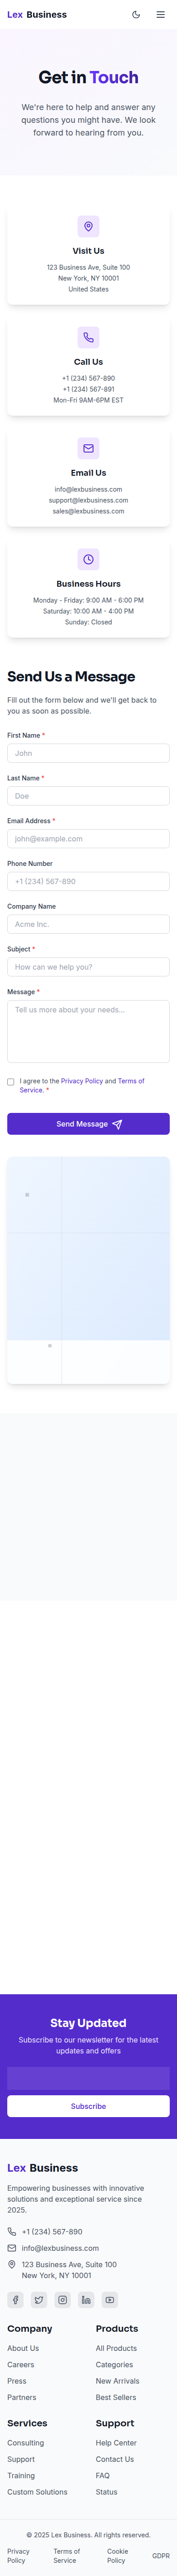 Lex Business
Get in Touch
We're here to help and answer any
questions you might have. We look
forward to hearing from you.
Visit Us
123 Business Ave, Suite 100
New York, NY 10001
United States
Call Us
+1 (234) 567-890
+1 (234) 567-891
Mon-Fri 9AM-6PM EST
Email Us
info@lexbusiness.com
support@lexbusiness.com
sales@lexbusiness.com
Business Hours
Monday - Friday: 9:00 AM - 6:00 PM
Saturday: 10:00 AM - 4:00 PM
Sunday: Closed
Send Us a Message
Fill out the form below and we'll get back to
you as soon as possible.
First Name *
John
Last Name *
Doe
Email Address *
john@example.com
Phone Number
+1 (234) 567-890
Company Name
Acme Inc.
Subject *
How can we help you?
Message *
Tell us more about your needs...
I agree to the Privacy Policy and Terms of
Service. *
Send Message
Stay Updated
Subscribe to our newsletter for the latest
updates and offers
Subscribe
Lex Business
Empowering businesses with innovative
solutions and exceptional service since
2025.
+1 (234) 567-890
info@lexbusiness.com
123 Business Ave, Suite 100
New York, NY 10001
Company
About Us
Careers
Press
Partners
Products
All Products
Categories
New Arrivals
Best Sellers
Services
Consulting
Support
Training
Custom Solutions
Support
Help Center
Contact Us
FAQ
Status
© 2025 Lex Business. All rights reserved.
Privacy
Policy
Terms of
Service
Cookie
Policy
GDPR